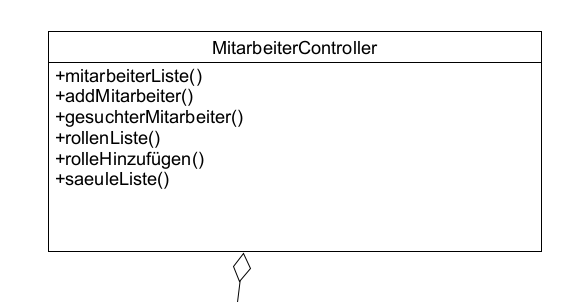 MitarbeiterController
+mitarbeiterListe()
+addMitarbeiter()
+gesuchterMitarbeiter()
+rollenListe()
+rolleHinzufügen()
+saeuleListe()